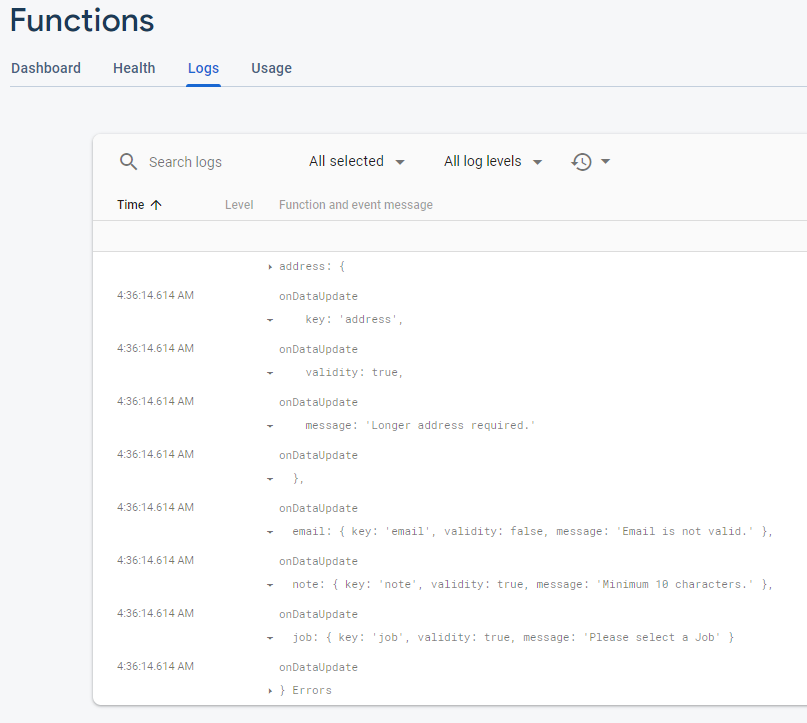 Functions
Dashboard Health Logs Usage
Search logs All selected All log levels
Time Level Function and event message
address: {
4:36:14.614 AM onDataUpdate
key: 'address',
4:36:14.614 AM onDataUpdate
validity: true,
4:36:14.614 AM onDataUpdate
message: 'Longer address required.'
4:36:14.614 AM onDataUpdate
},
4:36:14.614 AM onDataUpdate
email: { key: 'email', validity: false, message: 'Email is not valid.' },
4:36:14.614 AM onDataUpdate
note: { key: 'note', validity: true, message: 'Minimum 10 characters.' },
4:36:14.614 AM onDataUpdate
job: { key: 'job', validity: true, message: 'Please select a Job' }
4:36:14.614 AM onDataUpdate
} Errors